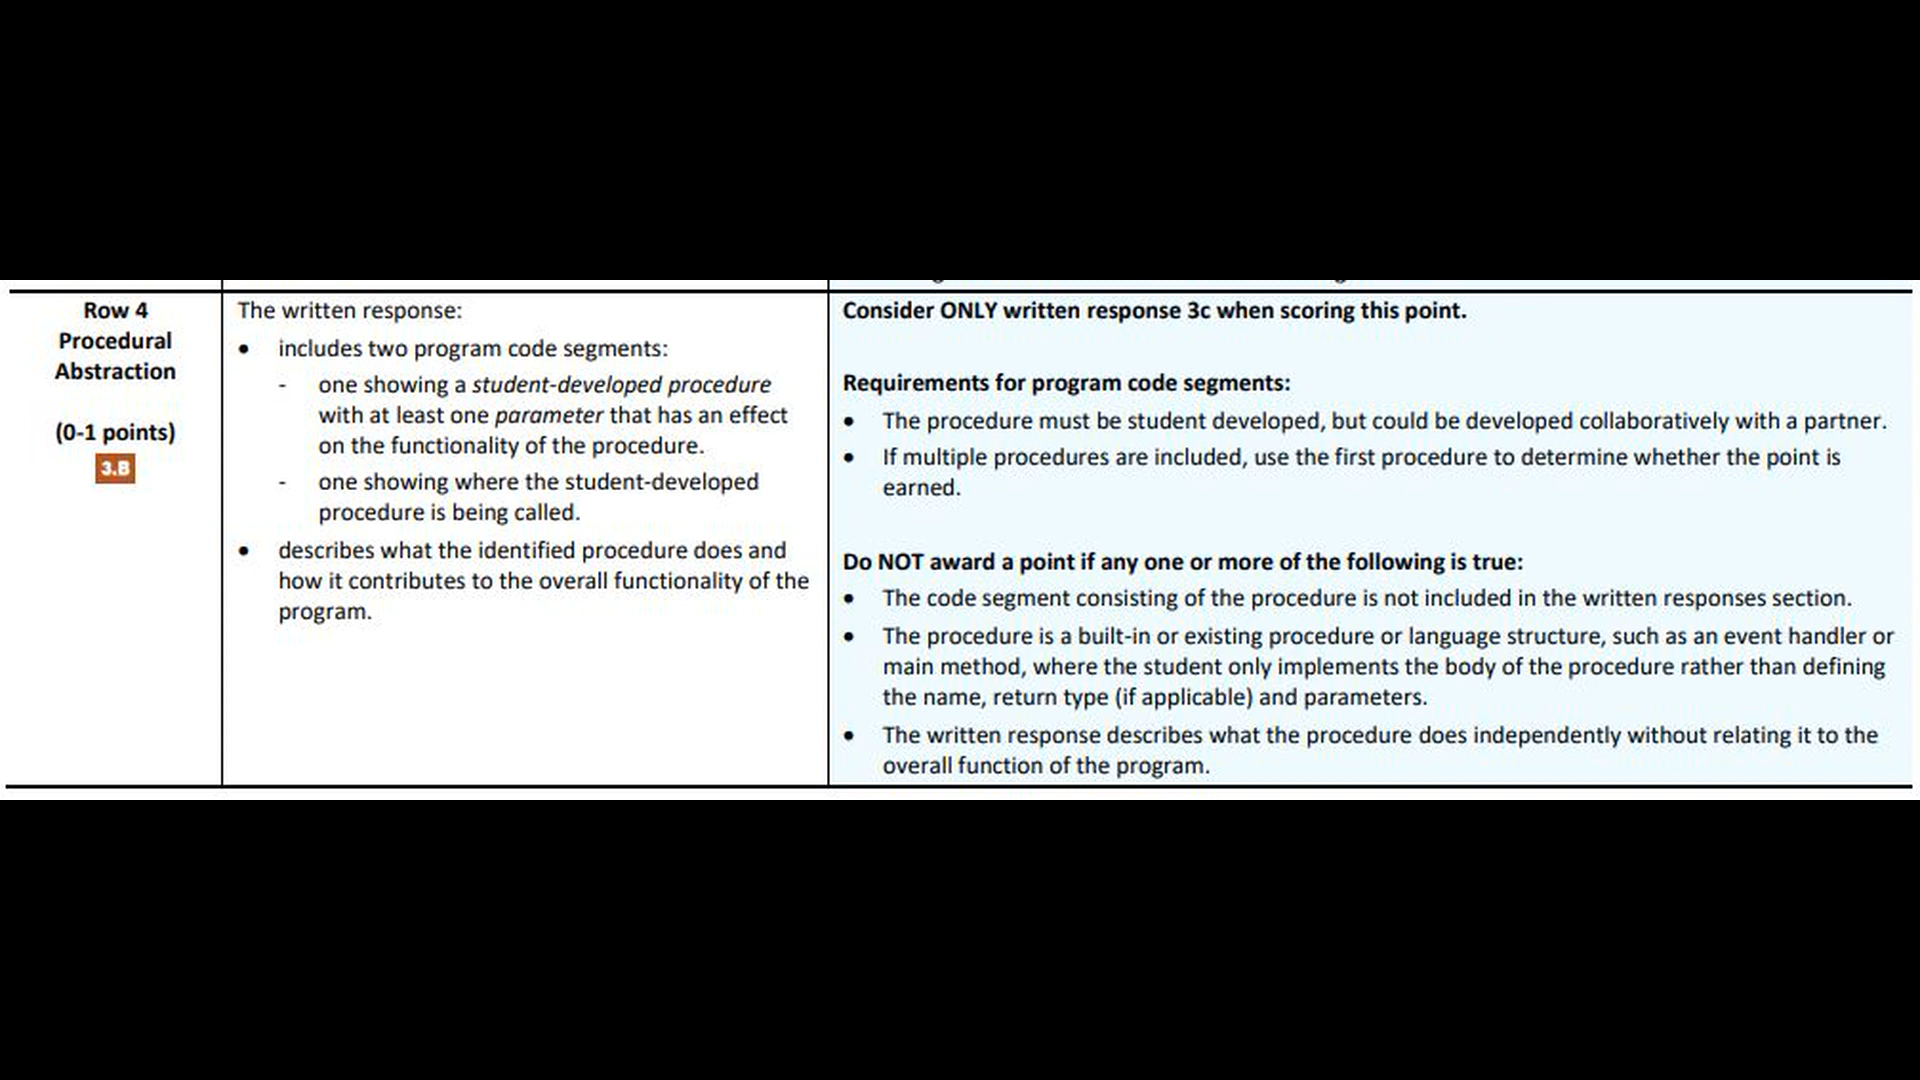 Row 4
Procedural
Abstraction
(0-1 points)
3.B
The written response:
• includes two program code segments:
- one showing a student-developed procedure
with at least one parameter that has an effect
on the functionality of the procedure.
- one showing where the student-developed
procedure is being called.
• describes what the identified procedure does and
how it contributes to the overall functionality of the
program.
Consider ONLY written response 3c when scoring this point.
Requirements for program code segments:
• The procedure must be student developed, but could be developed collaboratively with a partner.
• If multiple procedures are included, use the first procedure to determine whether the point is
earned.
Do NOT award a point if any one or more of the following is true:
• The code segment consisting of the procedure is not included in the written responses section.
• The procedure is a built-in or existing procedure or language structure, such as an event handler or
main method, where the student only implements the body of the procedure rather than defining
the name, return type (if applicable) and parameters.
• The written response describes what the procedure does independently without relating it to the
overall function of the program.